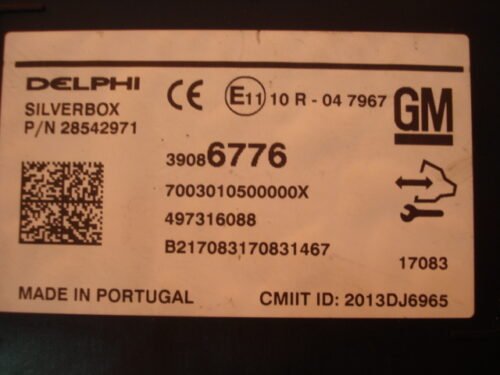 DELPHI
SILVERBOX
P/N 28542971
CE
E11 10 R - 04 7967
GM
39086776
7003010500000X
497316088
B217083170831467
17083
MADE IN PORTUGAL
CMIIT ID: 2013DJ6965